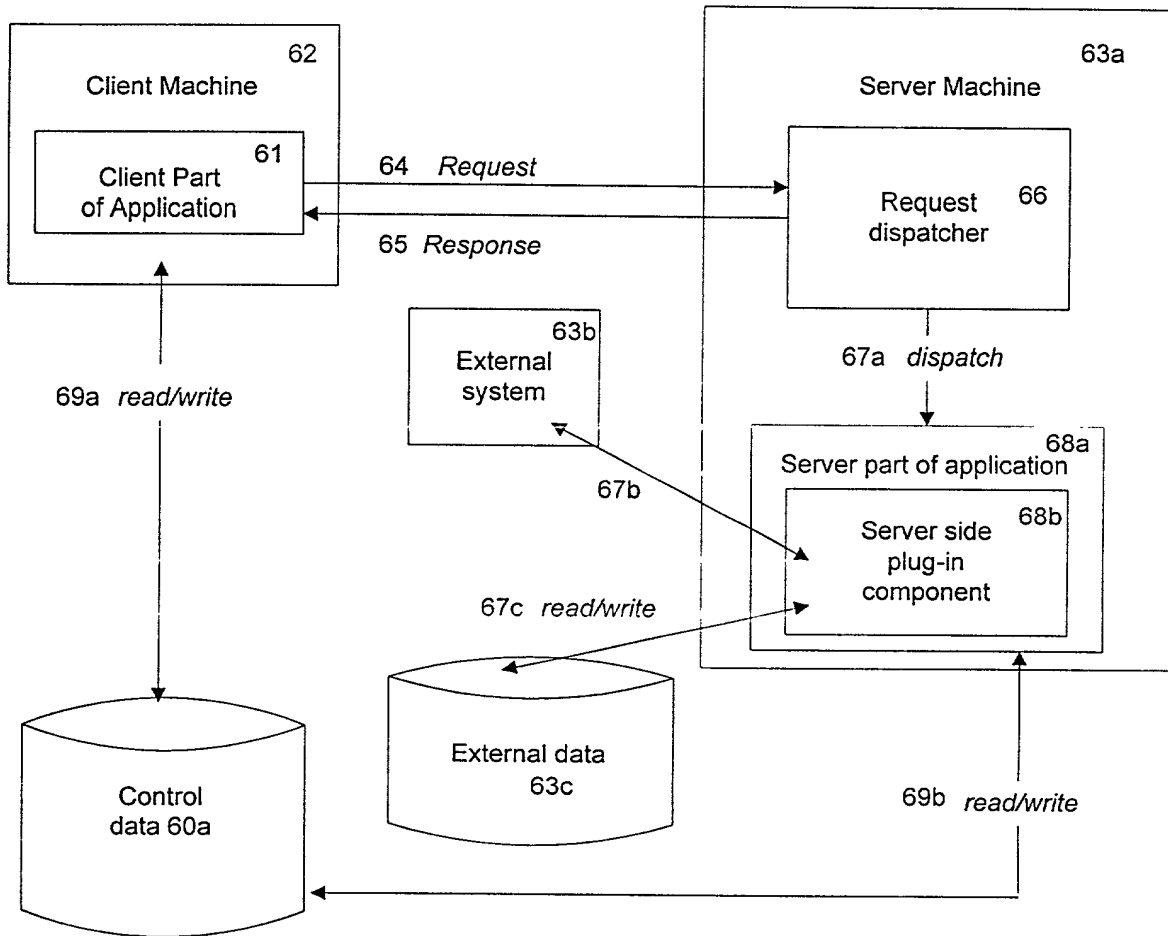 62
Client Machine
61
Client Part
of Application
64 Request
65 Response
63a
Server Machine
66
Request
dispatcher
63b
External
system
67a dispatch
69a read/write
68a
Server part of application
67b
68b
Server side
plug-in
component
67c read/write
External data
63c
Control
data 60a
69b read/write